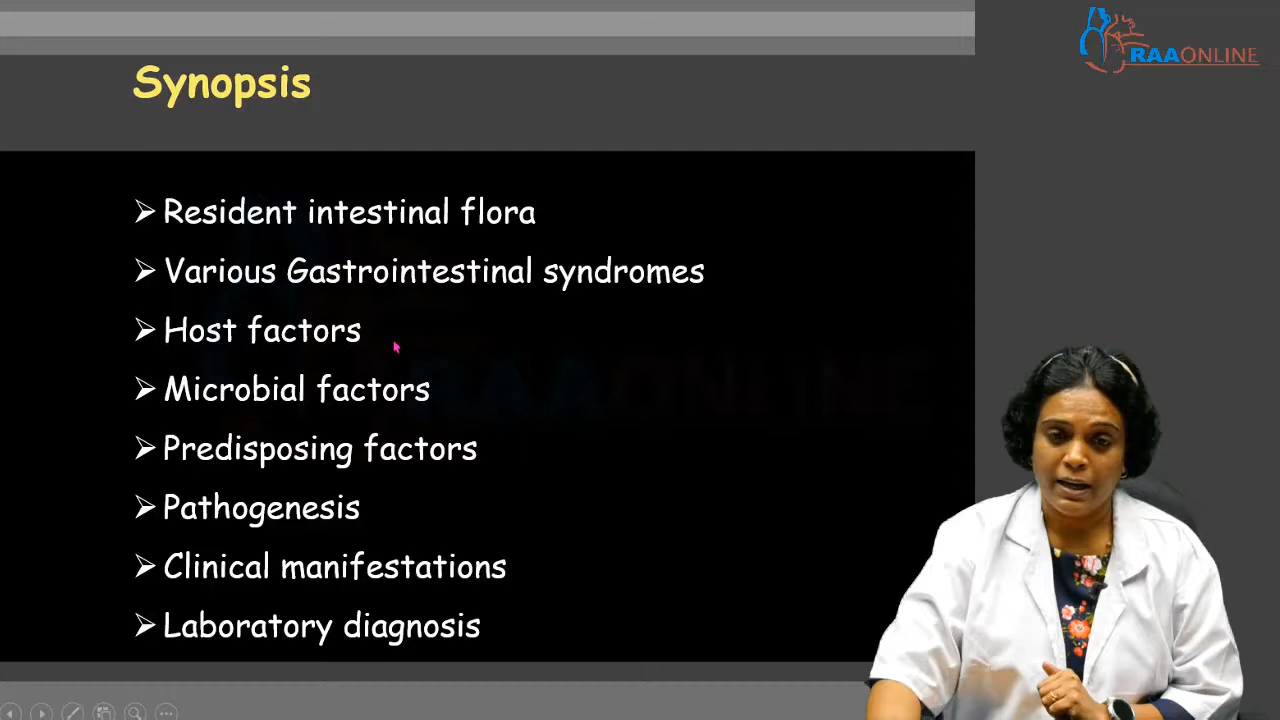 RAAONLINE
Synopsis
Resident intestinal flora
Various Gastrointestinal syndromes
Host factors
Microbial factors
Predisposing factors
Pathogenesis
Clinical manifestations
Laboratory diagnosis
RAAONLINE